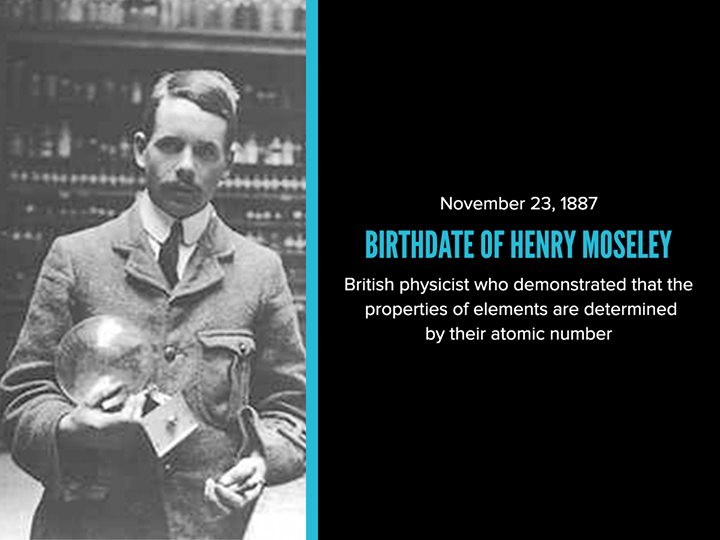 November 23, 1887
BIRTHDATE OF HENRY MOSELEY
British physicist who demonstrated that the
properties of elements are determined
by their atomic number